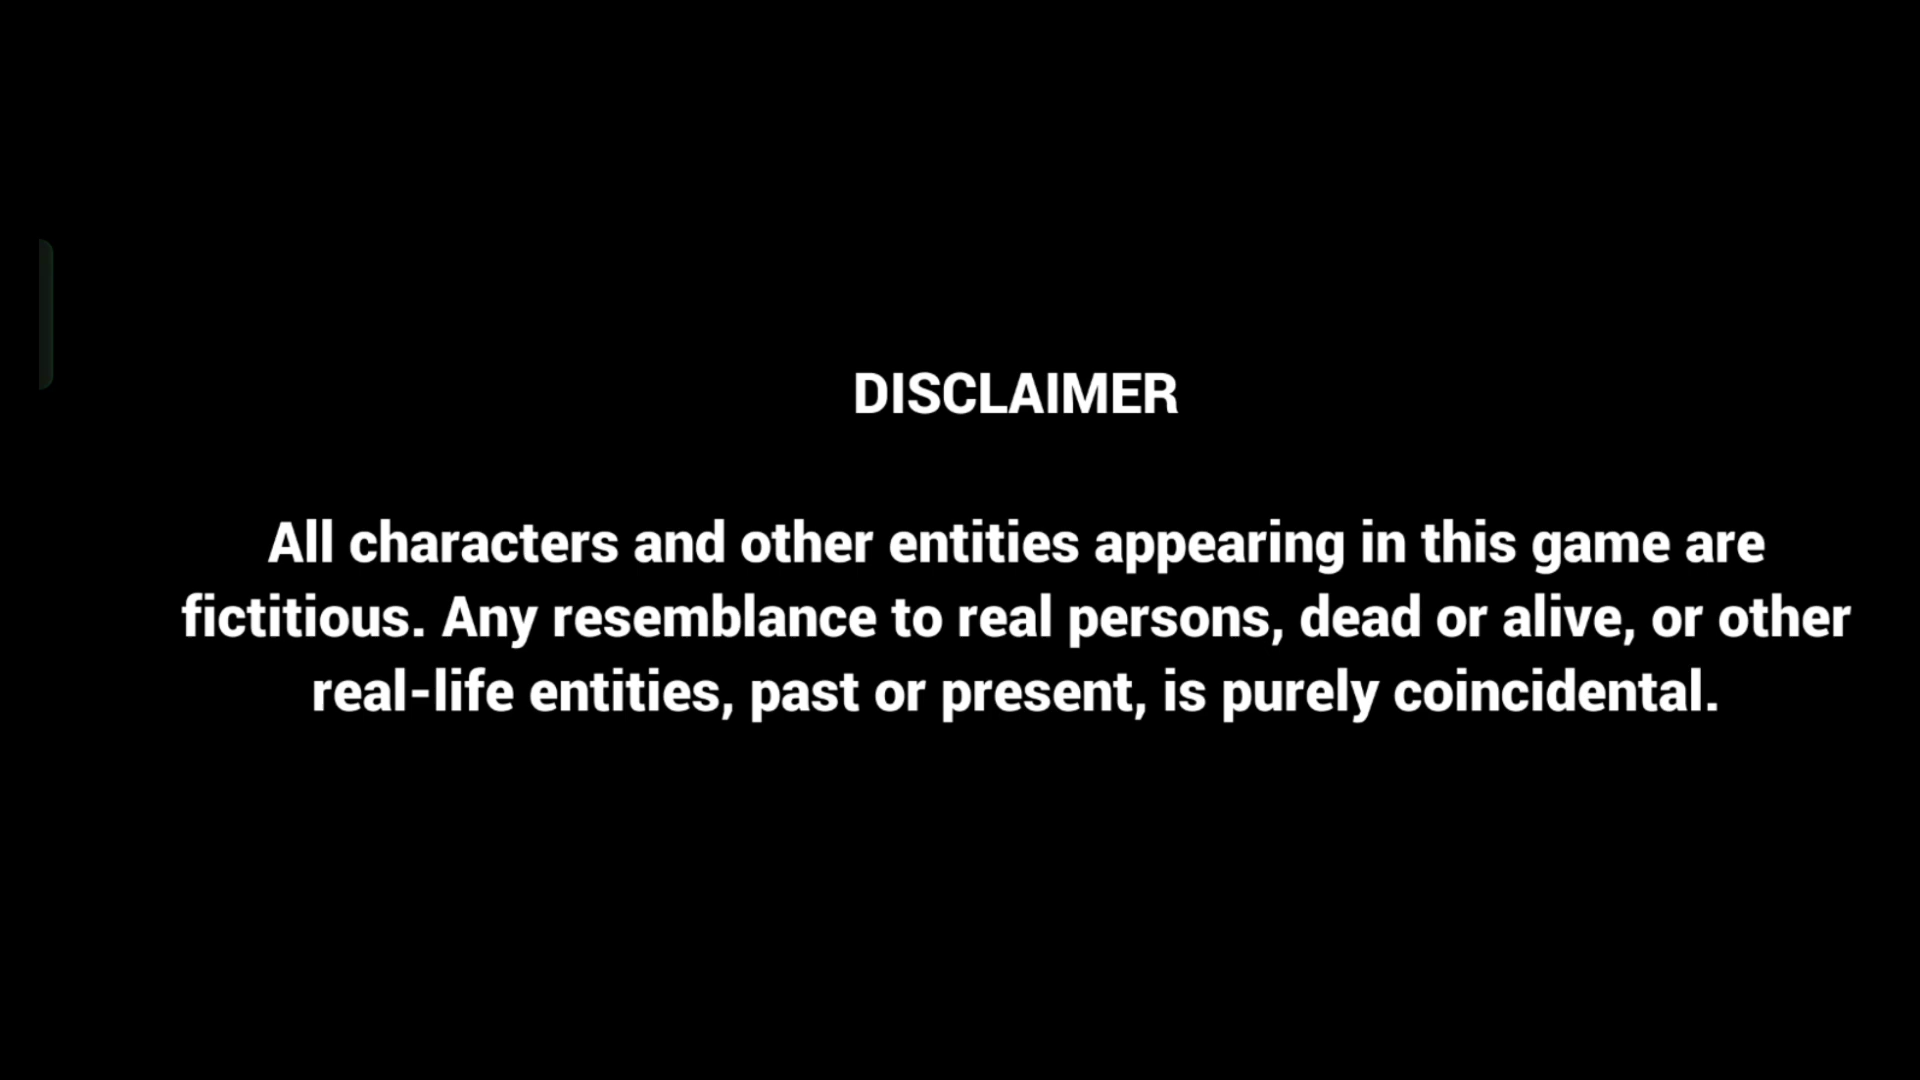 DISCLAIMER
All characters and other entities appearing in this game are
fictitious. Any resemblance to real persons, dead or alive, or other
real-life entities, past or present, is purely coincidental.